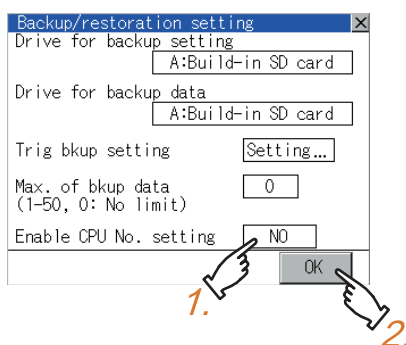 Backup/restoration setting
Drive for backup setting
A:Build-in SD card
Drive for backup data
A:Build-in SD card
Trig bkup setting Setting...
Max. of bkup data 0
(1-50, 0: No limit)
Enable CPU No. setting NO
OK
1.
2.